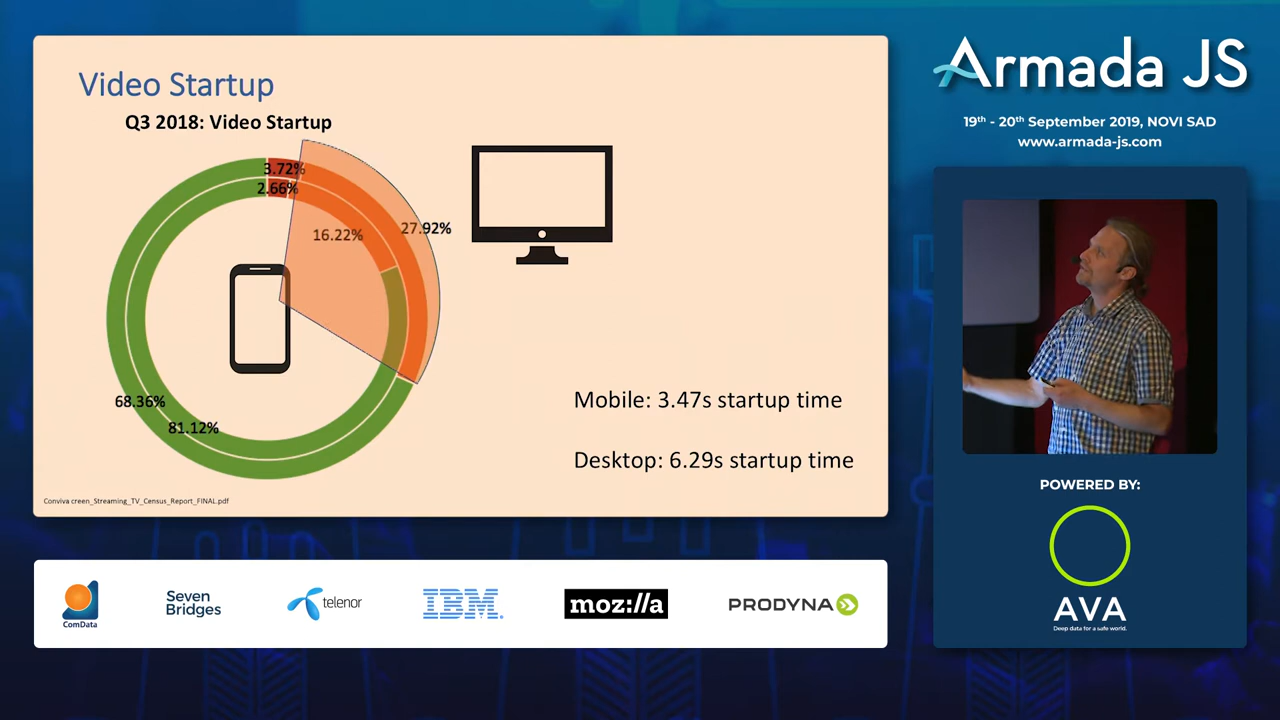 Video Startup
Q3 2018: Video Startup
3.72%
2.66%
16.22%
27.92%
68.36%
81.12%
Mobile: 3.47s startup time
Desktop: 6.29s startup time
Conviva creen_Streaming_TV_Census_Report_FINAL.pdf
Armada JS
19th - 20th September 2019, NOVI SAD
www.armada-js.com
POWERED BY:
AVA
Deep data for a safe world.
ComData
Seven
Bridges
telenor
IBM
moz://a
PRODYNA